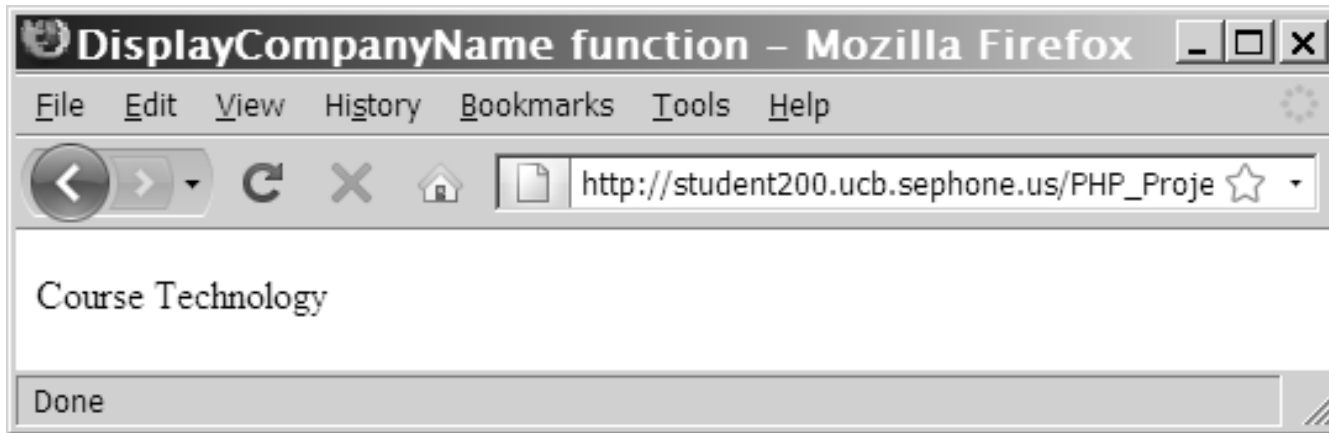 DisplayCompanyName function – Mozilla Firefox
File Edit View History Bookmarks Tools Help
http://student200.ucb.sephone.us/PHP_Proje
Course Technology
Done